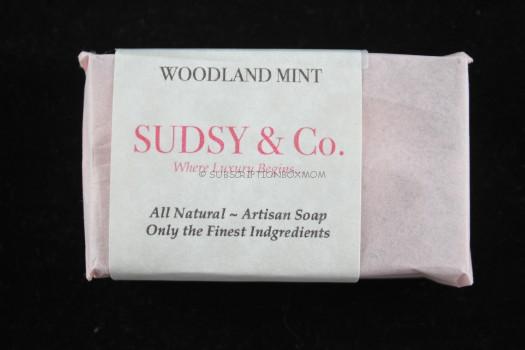 WOODLAND MINT
SUDSY & Co.
Where Luxury Begins...
© SUBSCRIPTIONBOXMOM
All Natural ~ Artisan Soap
Only the Finest Indgredients